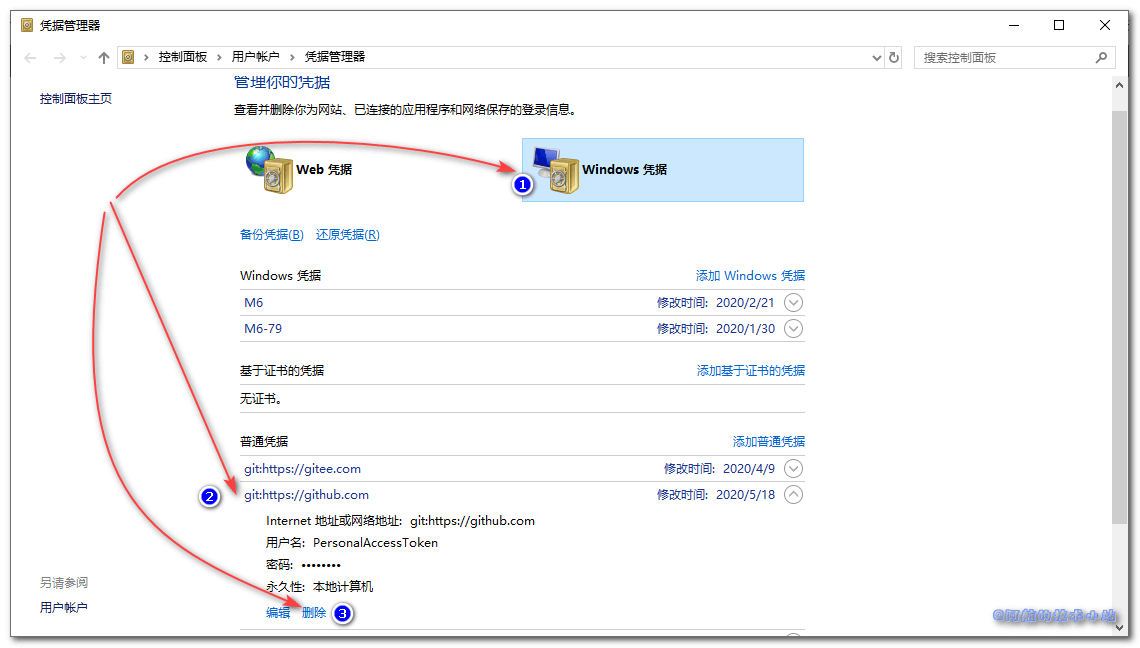 凭据管理器
控制面板 › 用户帐户 › 凭据管理器
搜索控制面板
控制面板主页
管理你的凭据
查看并删除你为网站、已连接的应用程序和网络保存的登录信息。
Web 凭据
Windows 凭据
1
备份凭据(B) 还原凭据(R)
Windows 凭据 添加 Windows 凭据
M6 修改时间: 2020/2/21
M6-79 修改时间: 2020/1/30
基于证书的凭据 添加基于证书的凭据
无证书。
普通凭据 添加普通凭据
git:https://gitee.com 修改时间: 2020/4/9
2 git:https://github.com 修改时间: 2020/5/18
Internet 地址或网络地址: git:https://github.com
用户名: PersonalAccessToken
密码: ••••••••
永久性: 本地计算机
编辑 删除 3
另请参阅
用户帐户